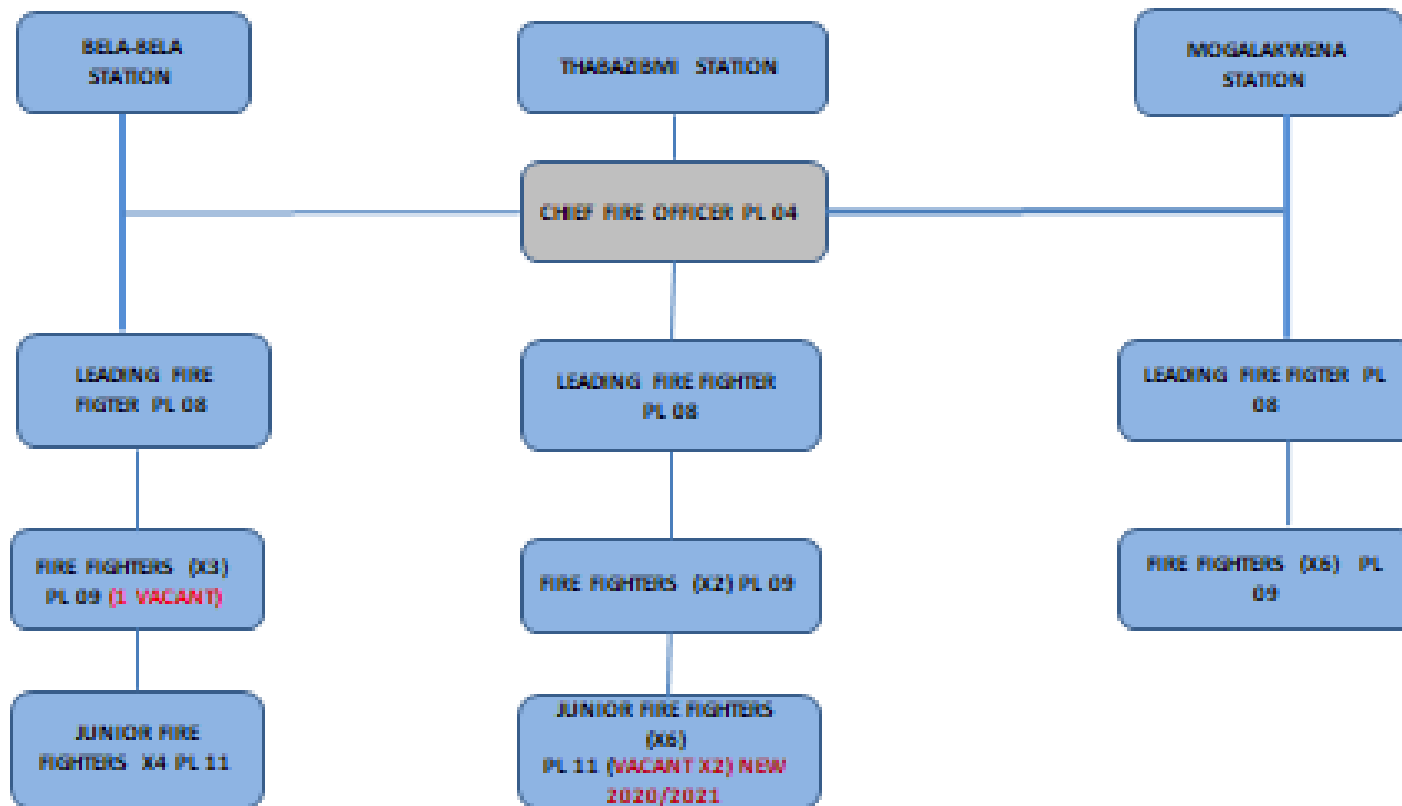 BELA-BELA
STATION
THABAZIBMI STATION
MOGALAKWENA
STATION
CHIEF FIRE OFFICER PL 04
LEADING FIRE
FIGTER PL 08
LEADING FIRE FIGHTER
PL 08
LEADING FIRE FIGTER PL
08
FIRE FIGHTERS (X3)
PL 09 (1 VACANT)
FIRE FIGHTERS (X2) PL 09
FIRE FIGHTERS (X6) PL
09
JUNIOR FIRE
FIGHTERS X4 PL 11
JUNIOR FIRE FIGHTERS
(X6)
PL 11 (VACANT X2) NEW
2020/2021